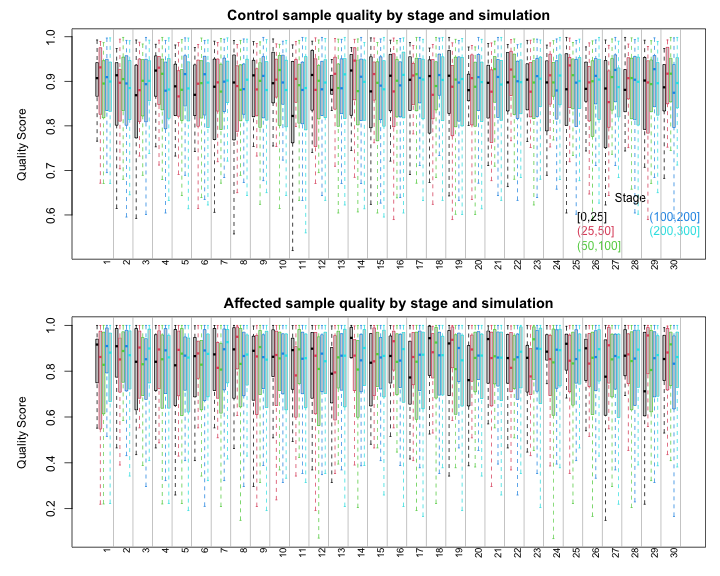 Control sample quality by stage and simulation
Quality Score
1.0
0.9
0.8
0.7
0.6
Stage
[0,25] (100,200]
(25,50] (200,300]
(50,100]
1 2 3 4 5 6 7 8 9 10 11 12 13 14 15 16 17 18 19 20 21 22 23 24 25 26 27 28 29 30
Affected sample quality by stage and simulation
Quality Score
1.0
0.8
0.6
0.4
0.2
1 2 3 4 5 6 7 8 9 10 11 12 13 14 15 16 17 18 19 20 21 22 23 24 25 26 27 28 29 30